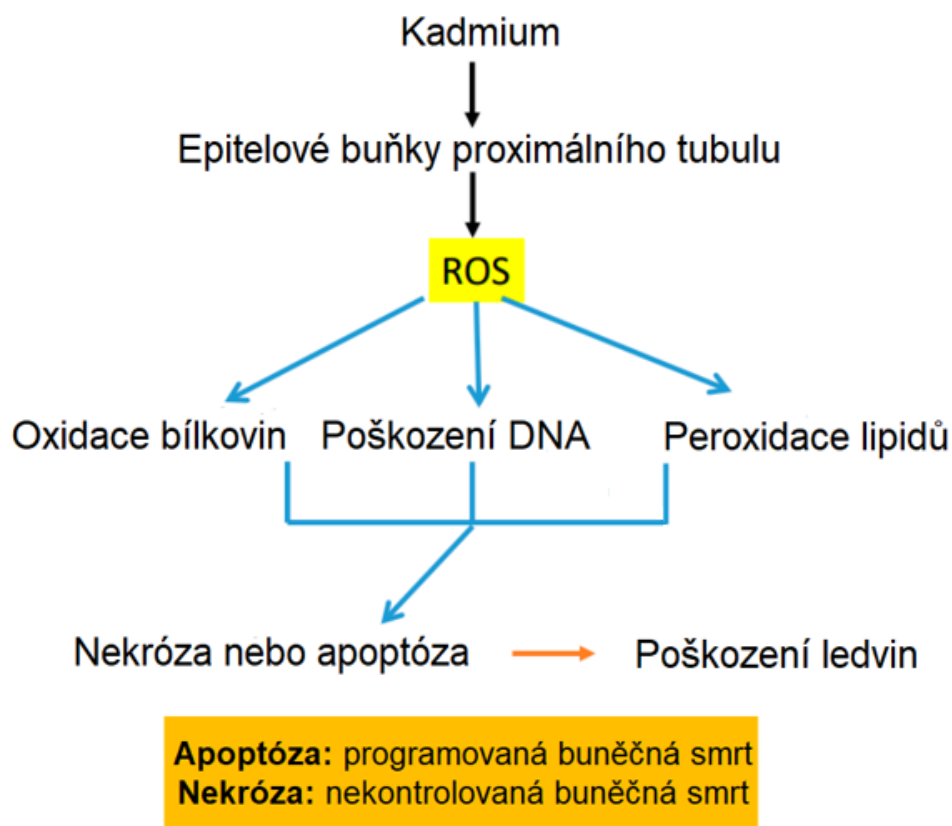 Kadmium
Epitelové buňky proximálního tubulu
ROS
Oxidace bílkovin
Poškození DNA
Peroxidace lipidů
Nekróza nebo apoptóza
Poškození ledvin
Apoptóza: programovaná buněčná smrt
Nekróza: nekontrolovaná buněčná smrt